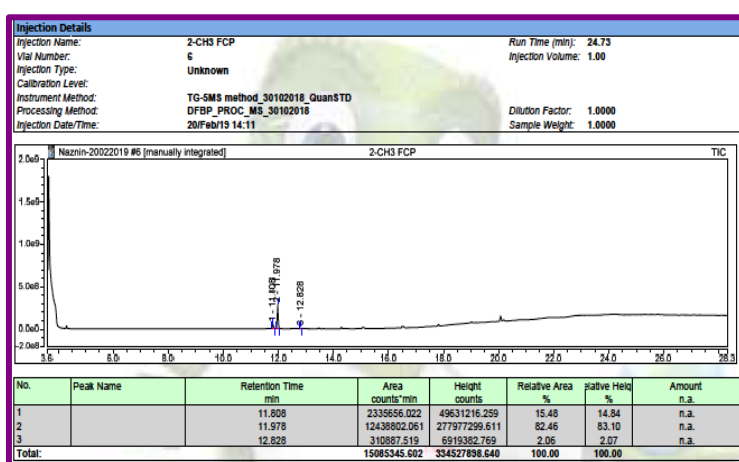 Injection Details
Injection Name: 2-CH3 FCP Run Time (min): 24.73
Vial Number: 6 Injection Volume: 1.00
Injection Type: Unknown
Calibration Level:
Instrument Method: TG-5MS method_30102018_QuanSTD
Processing Method: DFBP_PROC_MS_30102018 Dilution Factor: 1.0000
Injection Date/Time: 20/Feb/19 14:11 Sample Weight: 1.0000
Naznin-20022019 #6 [manually integrated] 2-CH3 FCP TIC
2.0e9
1.5e9
1.0e9
5.0e8
0.0e0
-2.0e8
1 - 11.808
2 - 11.978
3 - 12.828
3.6 6.0 8.0 10.0 12.0 14.0 16.0 18.0 20.0 22.0 24.0 26.0 28.3
No. Peak Name Retention Time Area Height Relative Area elative Heig Amount
min counts*min counts % % n.a.
1 11.808 2335656.022 49631216.259 15.48 14.84 n.a.
2 11.978 12438802.061 277977299.611 82.46 83.10 n.a.
3 12.828 310887.519 6919382.769 2.06 2.07 n.a.
Total: 15085345.602 334527898.640 100.00 100.00